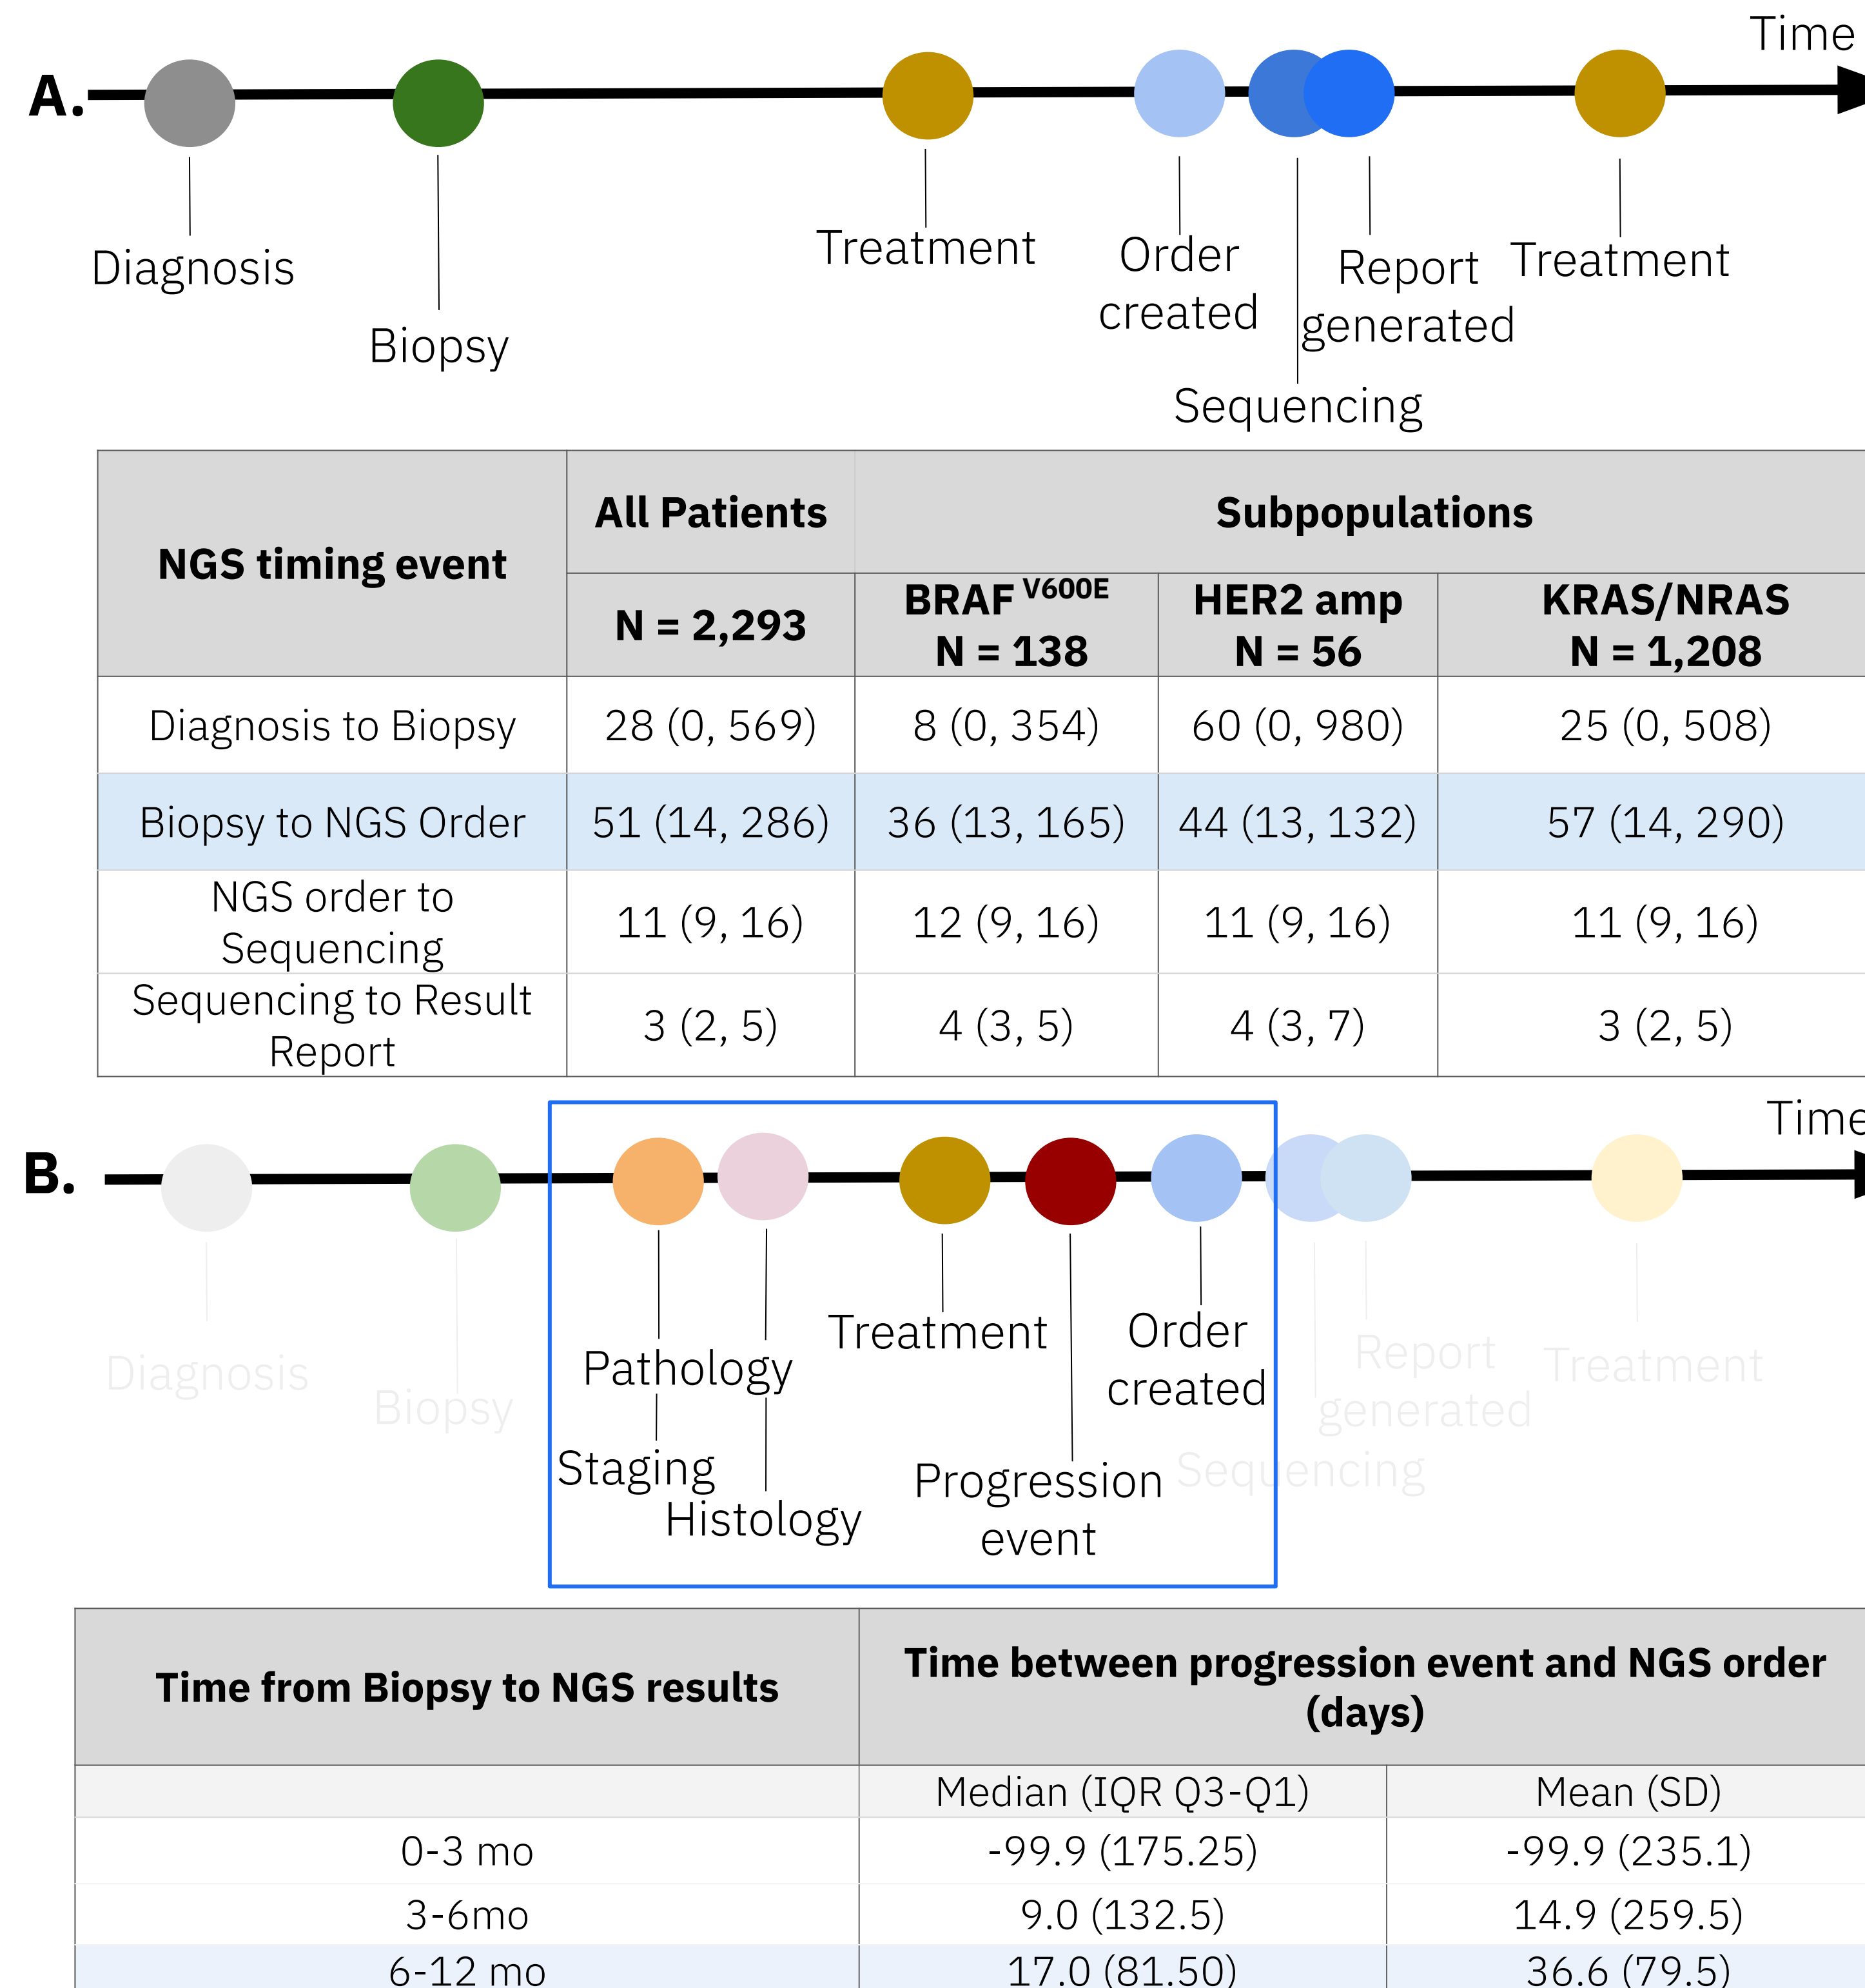 Time
A.
Diagnosis
Biopsy
Treatment
Order
created
Sequencing
Report
generated
Treatment
NGS timing event
All Patients
Subpopulations
N = 2,293
BRAF V600E
N = 138
HER2 amp
N = 56
KRAS/NRAS
N = 1,208
Diagnosis to Biopsy
28 (0, 569)
8 (0, 354)
60 (0, 980)
25 (0, 508)
Biopsy to NGS Order
51 (14, 286)
36 (13, 165)
44 (13, 132)
57 (14, 290)
NGS order to
Sequencing
11 (9, 16)
12 (9, 16)
11 (9, 16)
11 (9, 16)
Sequencing to Result
Report
3 (2, 5)
4 (3, 5)
4 (3, 7)
3 (2, 5)
Time
B.
Diagnosis
Biopsy
Pathology
Staging
Histology
Treatment
Progression
event
Order
created
Sequencing
Report
generated
Treatment
Time from Biopsy to NGS results
Time between progression event and NGS order
(days)
Median (IQR Q3-Q1)
Mean (SD)
0-3 mo
-99.9 (175.25)
-99.9 (235.1)
3-6mo
9.0 (132.5)
14.9 (259.5)
6-12 mo
17.0 (81.50)
36.6 (79.5)